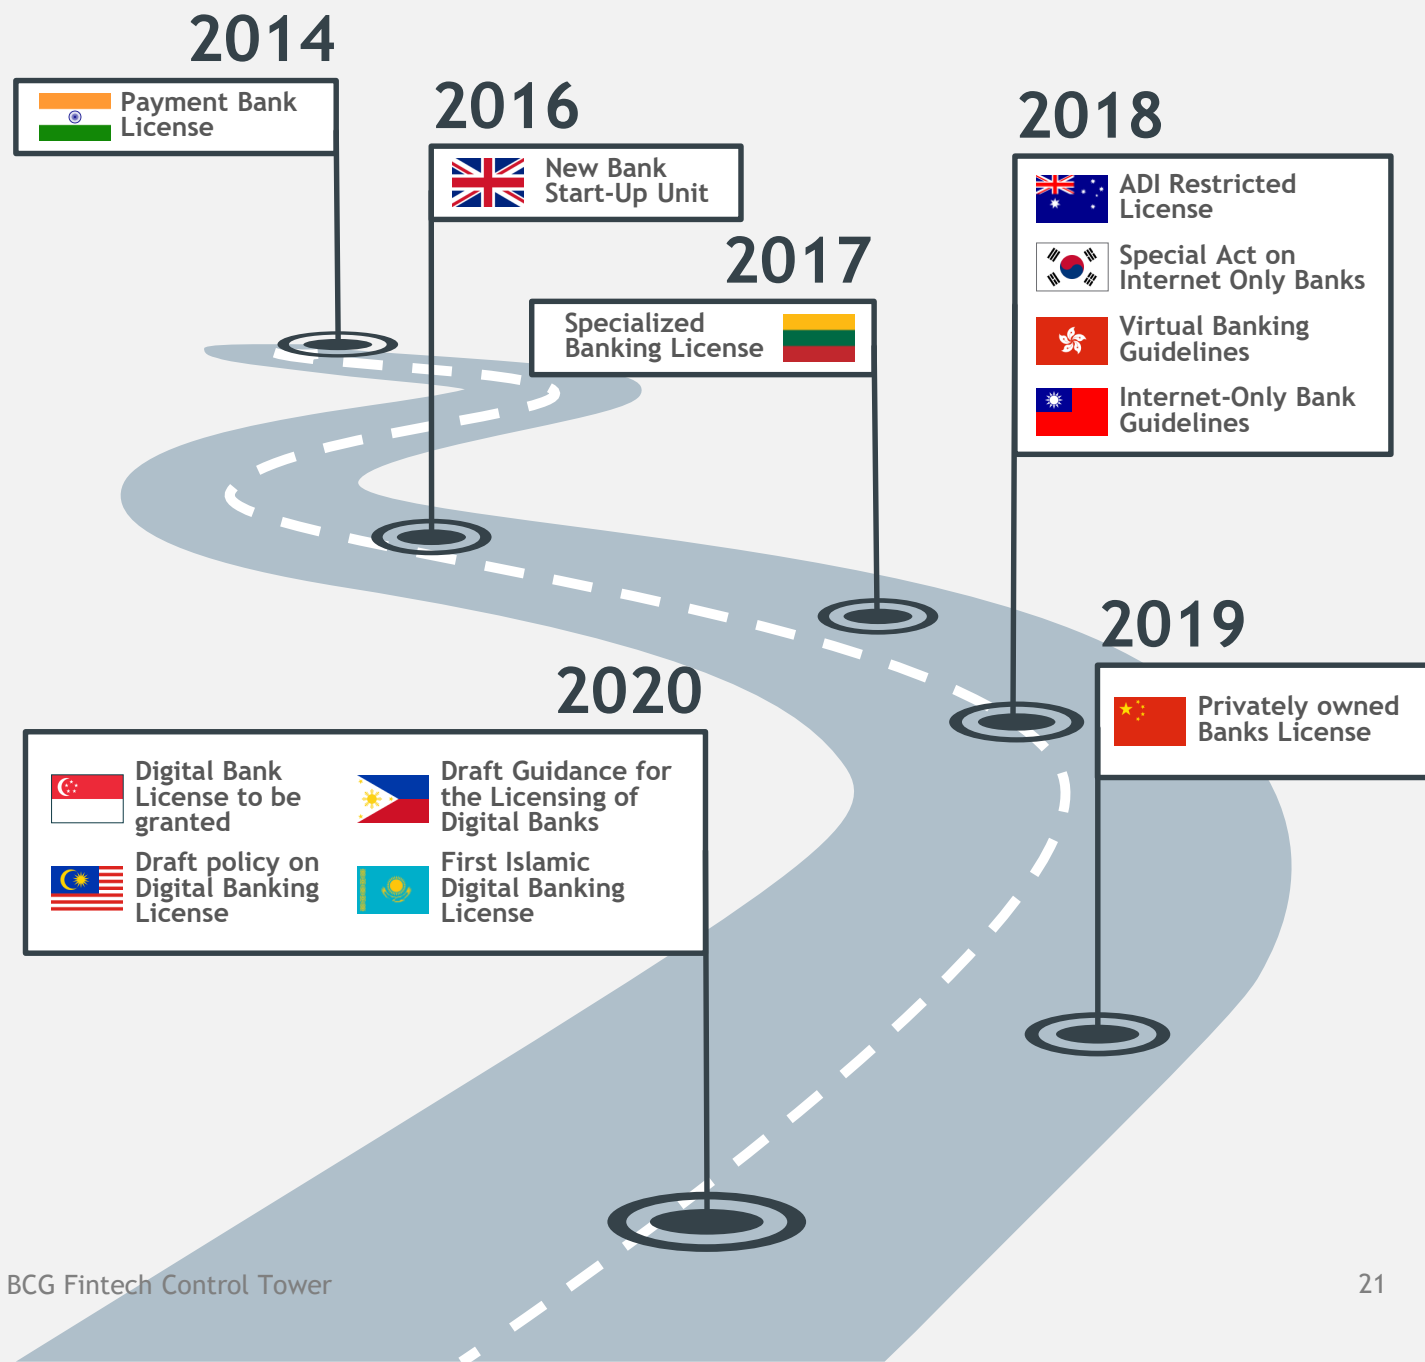 2014
Payment Bank
License
2016
New Bank
Start-Up Unit
2017
Specialized
Banking License
2018
ADI Restricted
License
Special Act on
Internet Only Banks
Virtual Banking
Guidelines
Internet-Only Bank
Guidelines
2019
Privately owned
Banks License
2020
Digital Bank
License to be
granted
Draft Guidance for
the Licensing of
Digital Banks
Draft policy on
Digital Banking
License
First Islamic
Digital Banking
License
BCG Fintech Control Tower
21